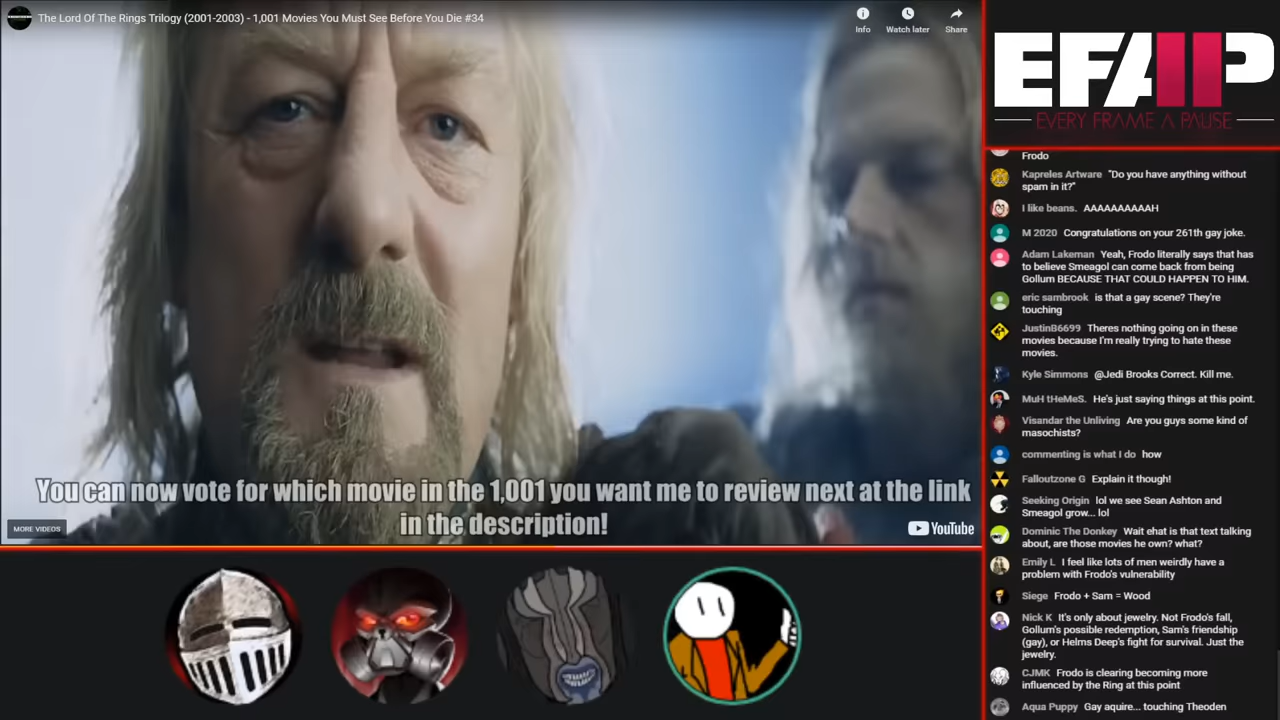 The Lord Of The Rings Trilogy (2001-2003) - 1,001 Movies You Must See Before You Die #34
Info
Watch later
Share
You can now vote for which movie in the 1,001 you want me to review next at the link
in the description!
MORE VIDEOS
YouTube
EFAP
EVERY FRAME A PAUSE
Frodo
Kapreles Artware "Do you have anything without
spam in it?"
I like beans. AAAAAAAAAAH
M 2020 Congratulations on your 261th gay joke.
Adam Lakeman Yeah, Frodo literally says that has
to believe Smeagol can come back from being
Gollum BECAUSE THAT COULD HAPPEN TO HIM.
eric sambrook is that a gay scene? They're
touching
JustinB6699 Theres nothing going on in these
movies because I'm really trying to hate these
movies.
Kyle Simmons @Jedi Brooks Correct. Kill me.
MuH tHeMeS. He's just saying things at this point.
Visandar the Unliving Are you guys some kind of
masochists?
commenting is what I do how
Falloutzone G Explain it though!
Seeking Origin lol we see Sean Ashton and
Smeagol grow... lol
Dominic The Donkey Wait ehat is that text talking
about, are those movies he own? what?
Emily L I feel like lots of men weirdly have a
problem with Frodo's vulnerability
Siege Frodo + Sam = Wood
Nick K It's only about jewelry. Not Frodo's fall,
Gollum's possible redemption, Sam's friendship
(gay), or Helms Deep's fight for survival. Just the
jewelry.
CJMK Frodo is clearing becoming more
influenced by the Ring at this point
Aqua Puppy Gay aquire... touching Theoden